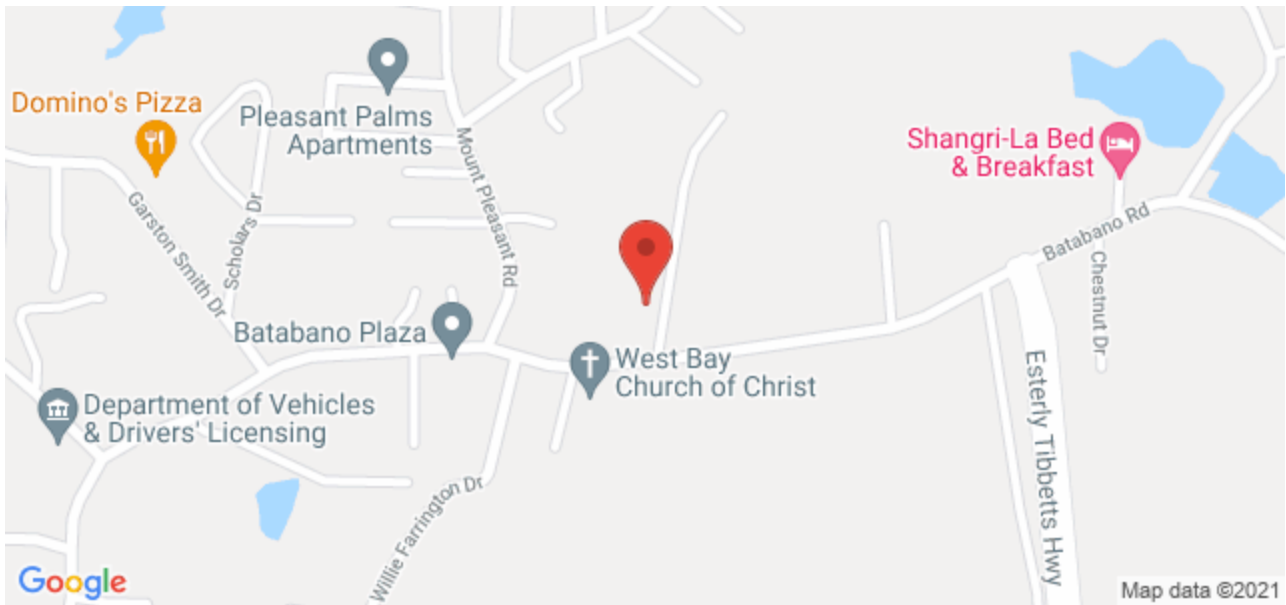 Domino's Pizza
Pleasant Palms
Apartments
Mount Pleasant Rd
Shangri-La Bed
& Breakfast
Garston Smith Dr
Scholars Dr
Batabano Rd
Chestnut Dr
Batabano Plaza
West Bay
Church of Christ
Esterly Tibbetts Hwy
Department of Vehicles
& Drivers' Licensing
Willie Farrington Dr
Google
Map data ©2021